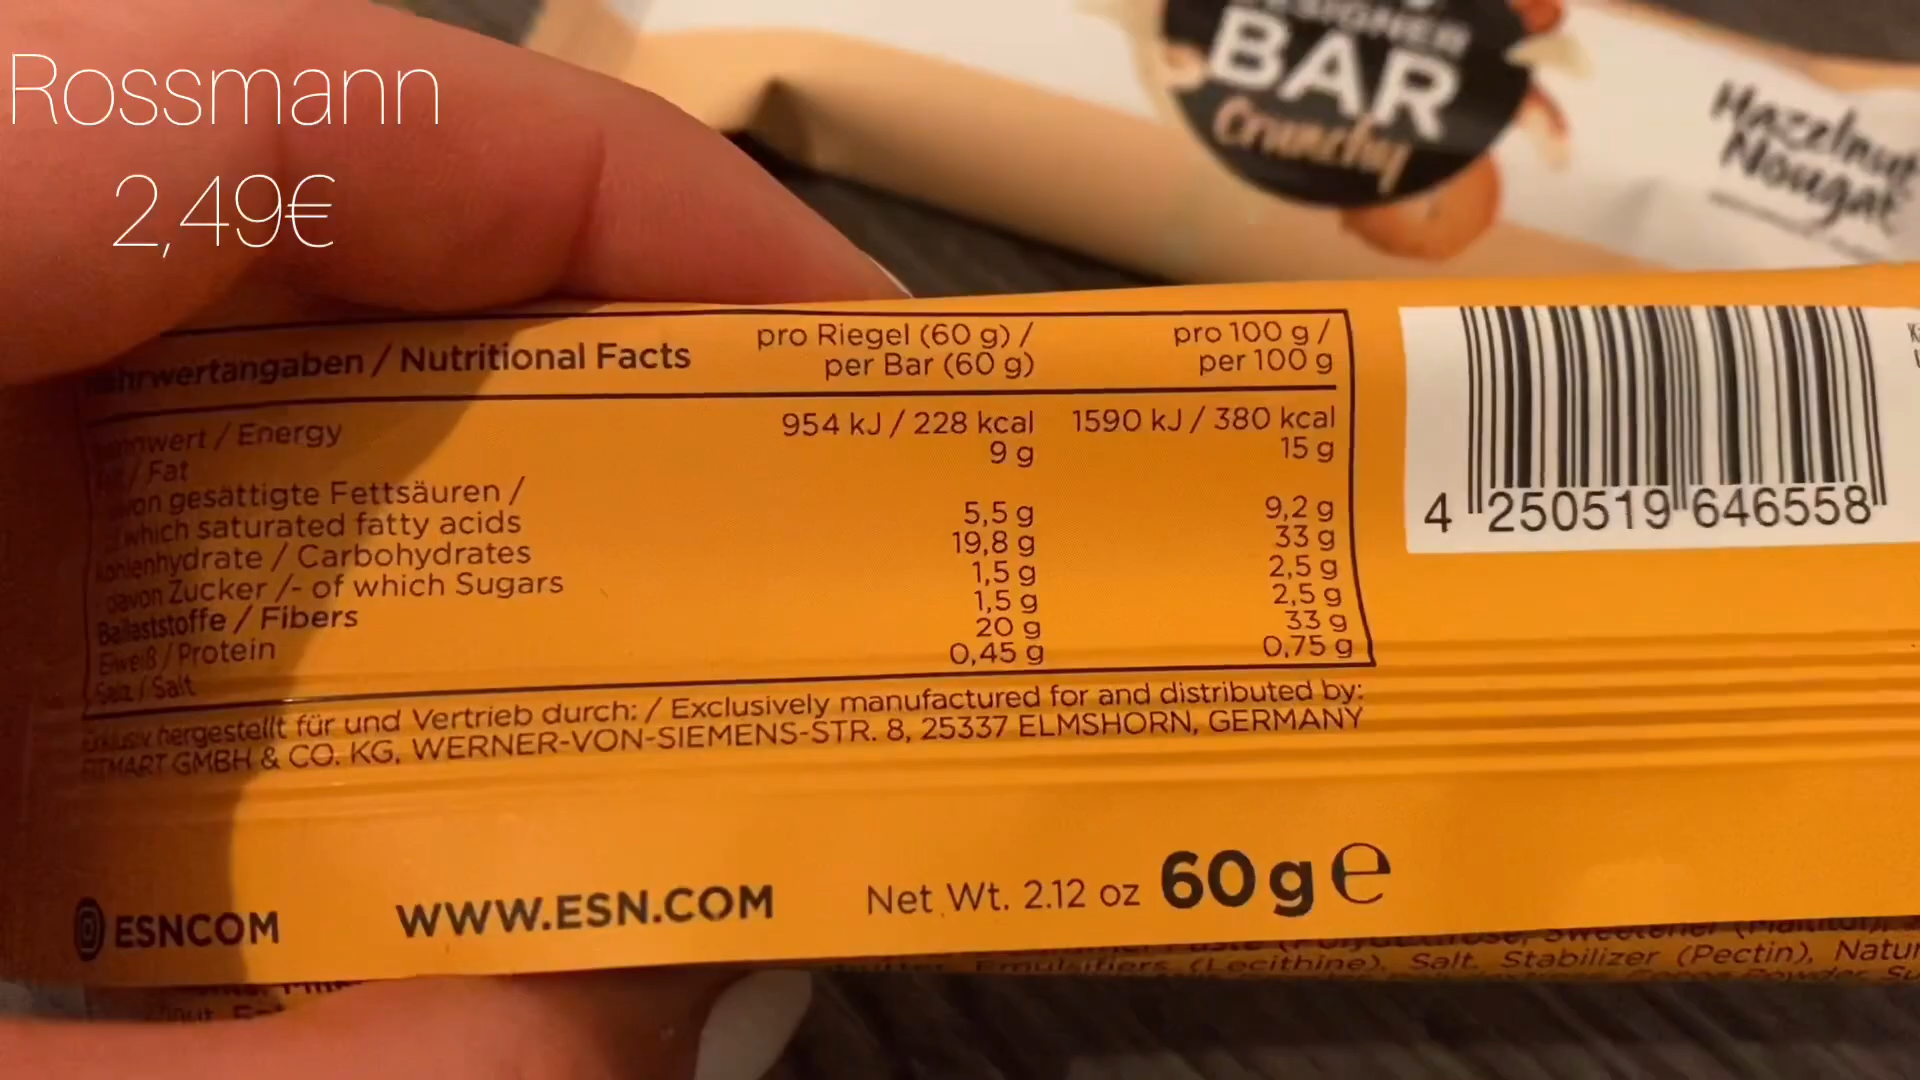 Rossmann
2,49€
DESIGNER
BAR
Crunchy
Hazelnut
Nougat
/ Nutritional Facts
pro Riegel (60 g) /
per Bar (60 g)
pro 100 g /
per 100 g
/ Energy 954 kJ / 228 kcal 1590 kJ / 380 kcal
/ Fat 9 g 15 g
gesättigte Fettsäuren /
which saturated fatty acids 5,5 g 9,2 g
/ Carbohydrates 19,8 g 33 g
davon Zucker /- of which Sugars 1,5 g 2,5 g
Ballaststoffe / Fibers 1,5 g 2,5 g
Eiweiß / Protein 20 g 33 g
Salz / Salt 0,45 g 0,75 g
hergestellt für und Vertrieb durch: / Exclusively manufactured for and distributed by:
GMBH & CO. KG, WERNER-VON-SIEMENS-STR. 8, 25337 ELMSHORN, GERMANY
4 250519 646558
ESNCOM
WWW.ESN.COM
Net Wt. 2.12 oz 60 g e
Emulsifiers (Lecithine), Salt, Stabilizer (Pectin), Natur